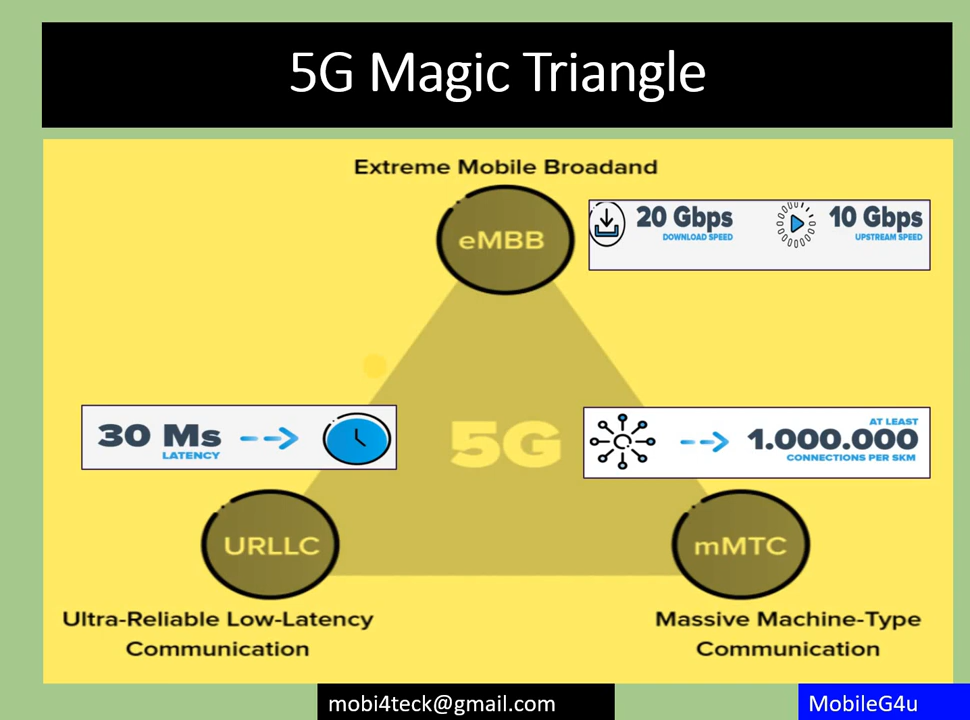 5G Magic Triangle
Extreme Mobile Broadand
eMBB
20 Gbps
DOWNLOAD SPEED
10 Gbps
UPSTREAM SPEED
30 Ms
LATENCY
5G
AT LEAST
1.000.000
CONNECTIONS PER SKM
URLLC
mMTC
Ultra-Reliable Low-Latency
Communication
Massive Machine-Type
Communication
mobi4teck@gmail.com
MobileG4u